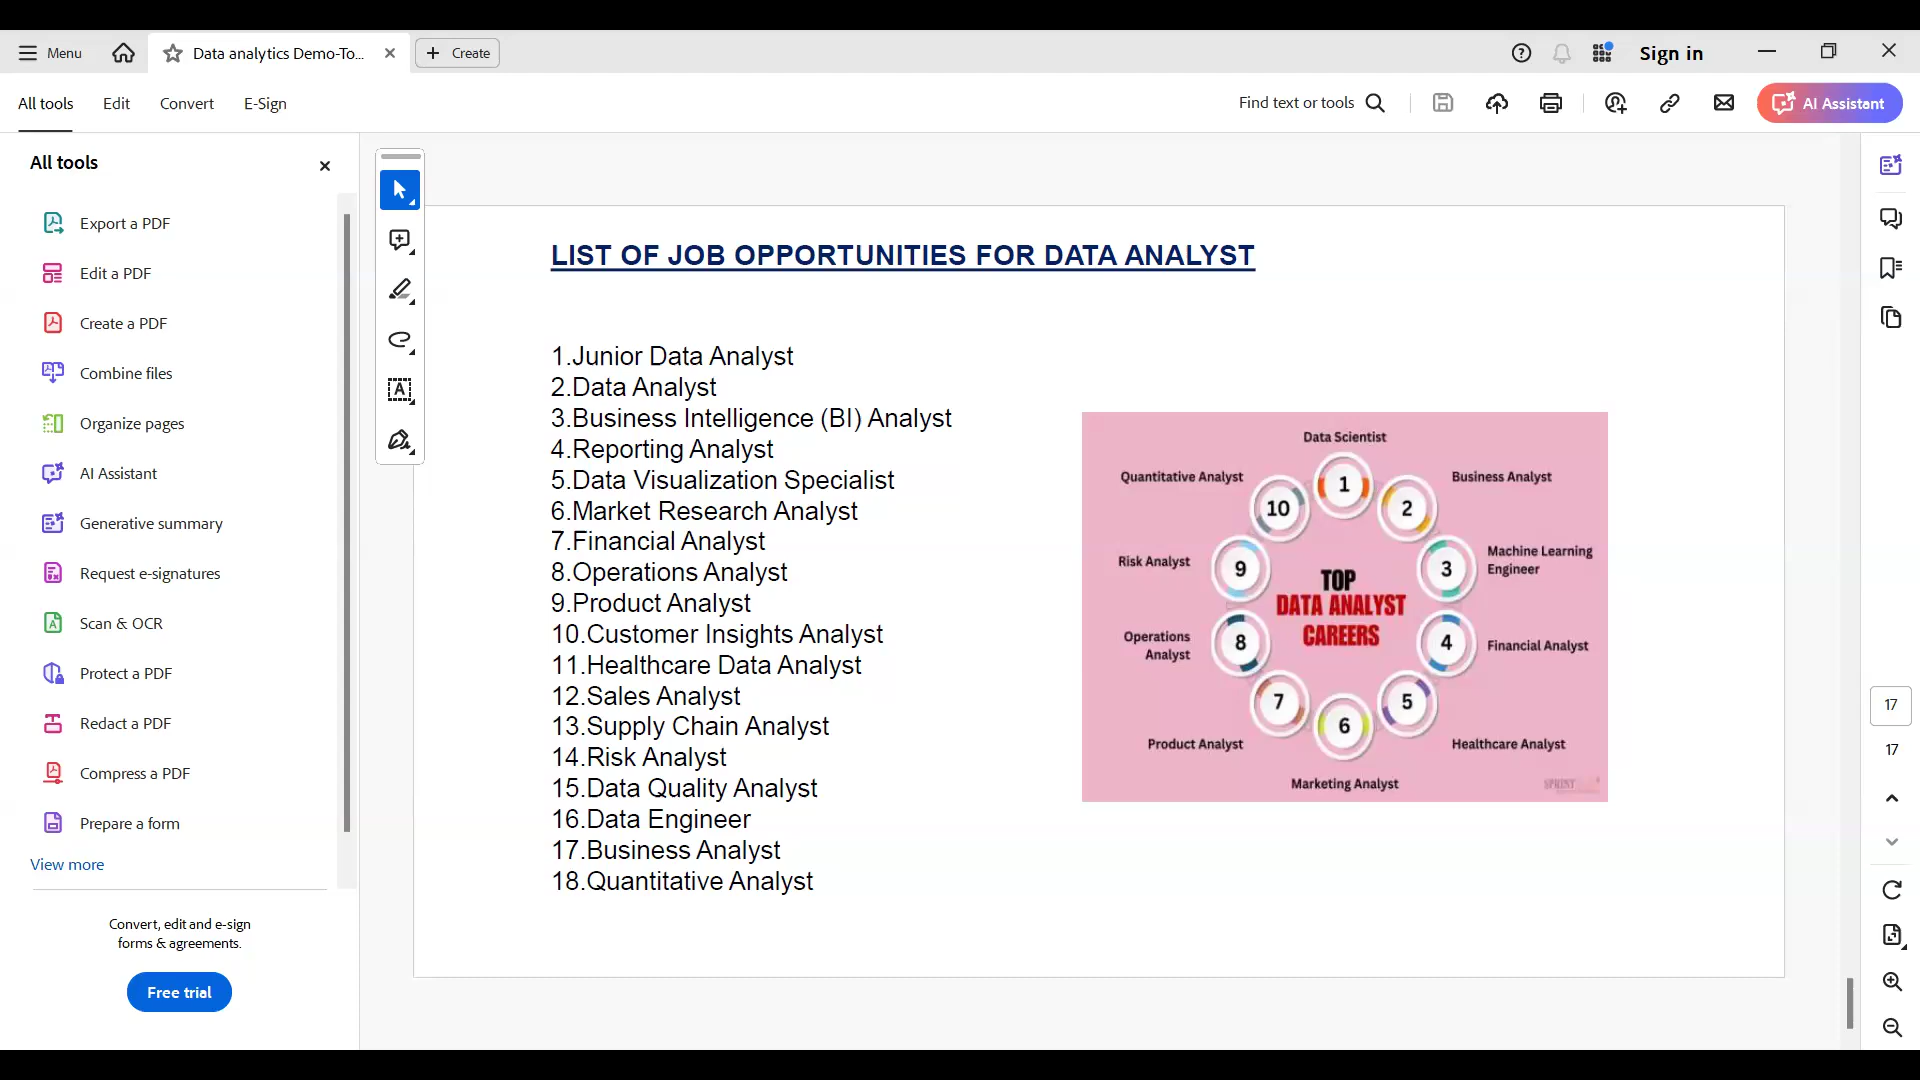 Menu
Data analytics Demo-To...
Create
Sign in
All tools
Edit
Convert
E-Sign
Find text or tools
AI Assistant
All tools
Export a PDF
Edit a PDF
Create a PDF
Combine files
Organize pages
AI Assistant
Generative summary
Request e-signatures
Scan & OCR
Protect a PDF
Redact a PDF
Compress a PDF
Prepare a form
View more
Convert, edit and e-sign
forms & agreements.
Free trial
LIST OF JOB OPPORTUNITIES FOR DATA ANALYST
1.Junior Data Analyst
2.Data Analyst
3.Business Intelligence (BI) Analyst
4.Reporting Analyst
5.Data Visualization Specialist
6.Market Research Analyst
7.Financial Analyst
8.Operations Analyst
9.Product Analyst
10.Customer Insights Analyst
11.Healthcare Data Analyst
12.Sales Analyst
13.Supply Chain Analyst
14.Risk Analyst
15.Data Quality Analyst
16.Data Engineer
17.Business Analyst
18.Quantitative Analyst
TOP
DATA ANALYST
CAREERS
1
Data Scientist
2
Business Analyst
3
Machine Learning
Engineer
4
Financial Analyst
5
Healthcare Analyst
6
Marketing Analyst
7
Product Analyst
8
Operations
Analyst
9
Risk Analyst
10
Quantitative Analyst
17
17